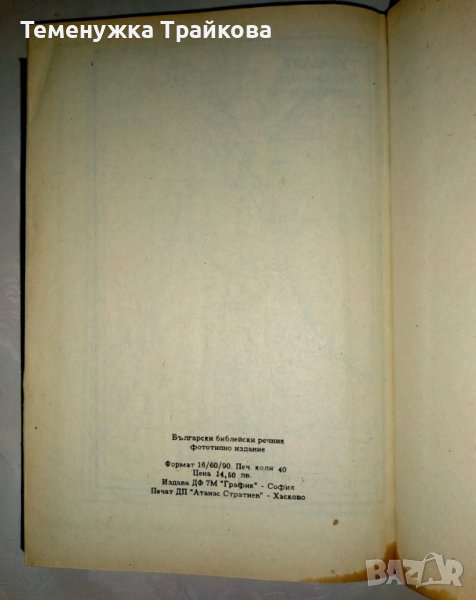 Теменужка Трайкова
Български библейски речник
фототипно издание
Формат 16/60/90. Печ. коли 40
Цена 14,50 лв.
Издава ДФ 7М "График" - София
Печат ДП "Атанас Стратиев" - Хасково
BAZAR